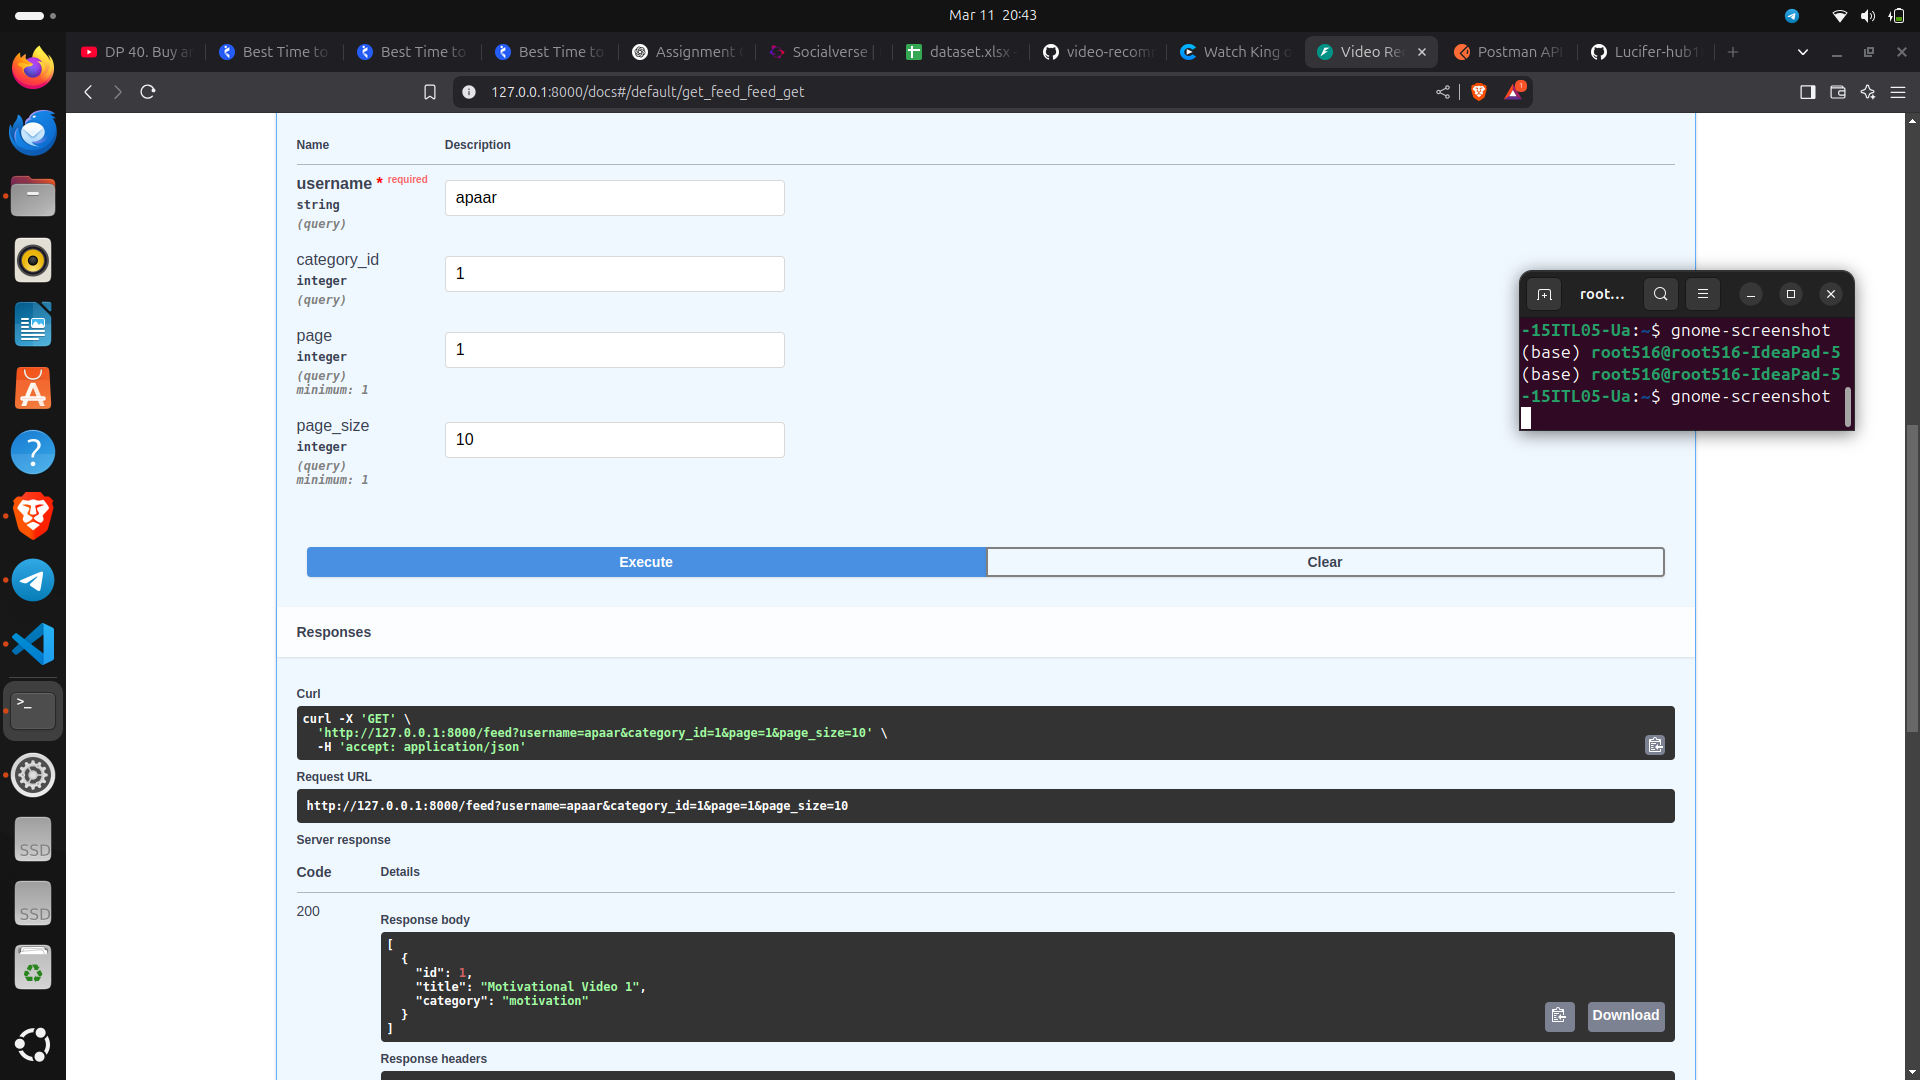 Mar 11 20:43
DP 40. Buy an
Best Time to
Best Time to
Best Time to
Assignment
Socialverse |
dataset.xlsx
video-recom
Watch King o
Video Re
Postman AP
Lucifer-hub1
127.0.0.1:8000/docs#/default/get_feed_feed_get
1
Name
Description
username * required
string
(query)
apaar
category_id
integer
(query)
1
page
integer
(query)
minimum: 1
1
page_size
integer
(query)
minimum: 1
10
root...
-15ITL05-Ua:~$ gnome-screenshot
(base) root516@root516-IdeaPad-5
(base) root516@root516-IdeaPad-5
-15ITL05-Ua:~$ gnome-screenshot
Execute
Clear
Responses
Curl
curl -X 'GET' \
'http://127.0.0.1:8000/feed?username=apaar&category_id=1&page=1&page_size=10' \
-H 'accept: application/json'
Request URL
http://127.0.0.1:8000/feed?username=apaar&category_id=1&page=1&page_size=10
Server response
Code
Details
200
Response body
[
{
"id": 1,
"title": "Motivational Video 1",
"category": "motivation"
}
]
Download
Response headers
>_
SSD
SSD